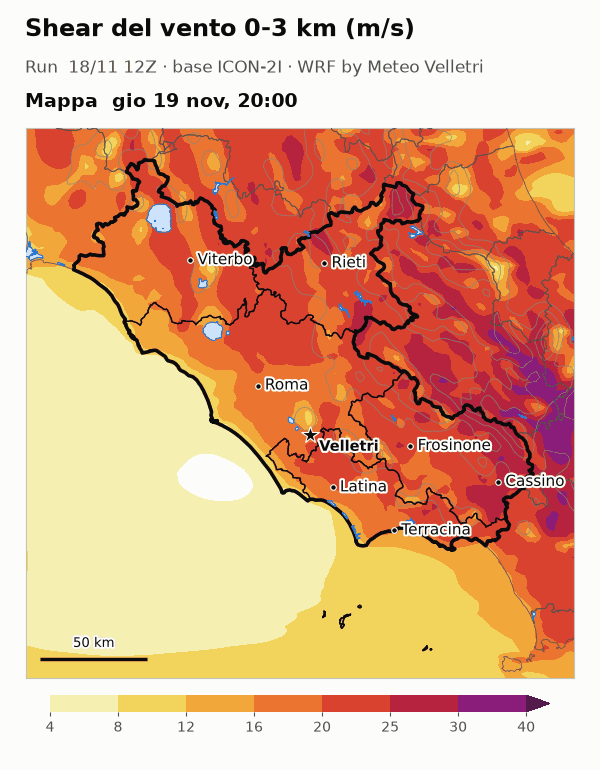 Shear del vento 0-3 km (m/s)
Run  18/11 12Z · base ICON-2I · WRF by Meteo Velletri
Mappa  gio 19 nov, 20:00
Viterbo
Rieti
Roma
Velletri
Frosinone
Cassino
Latina
Terracina
50 km
4 8 12 16 20 25 30 40